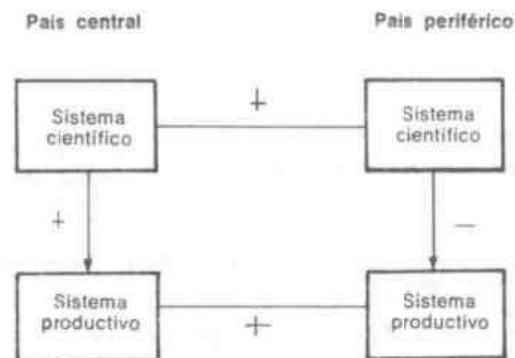 País central
País periférico
Sistema
científico
+
Sistema
científico
+
—
Sistema
productivo
+
Sistema
productivo